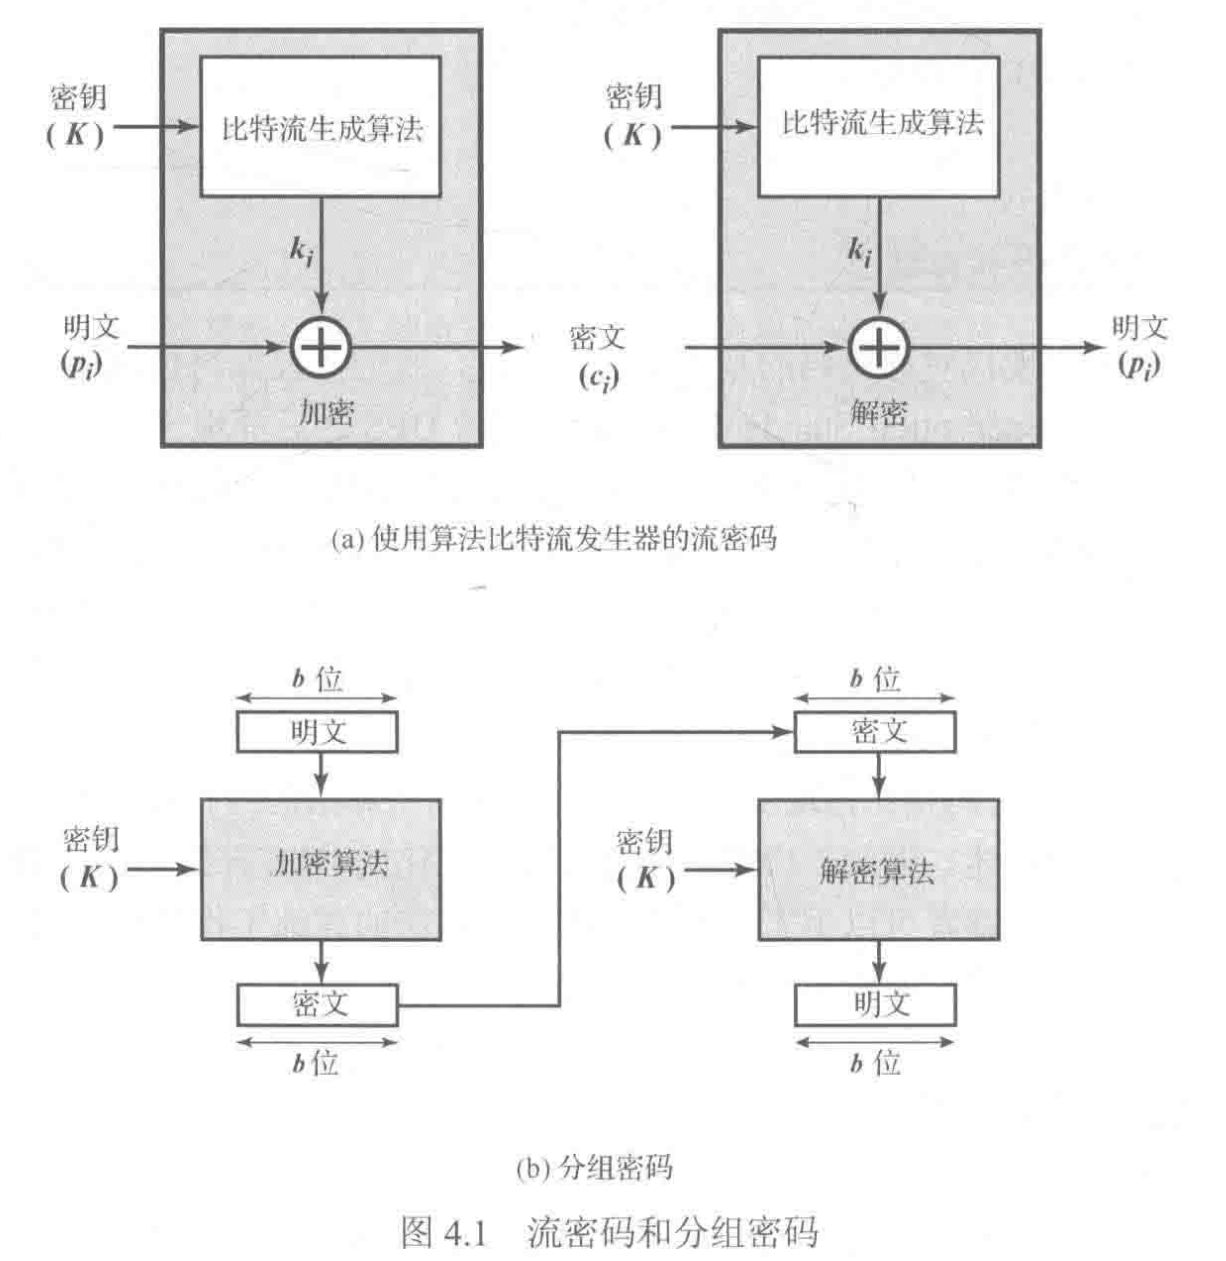 密钥
(K)
比特流生成算法
k_i
明文
(p_i)
加密
密钥
(K)
比特流生成算法
k_i
密文
(c_i)
解密
明文
(p_i)
(a) 使用算法比特流发生器的流密码
b 位
明文
密钥
(K)
加密算法
密文
b 位
b 位
密文
密钥
(K)
解密算法
明文
b 位
(b) 分组密码
图 4.1 流密码和分组密码